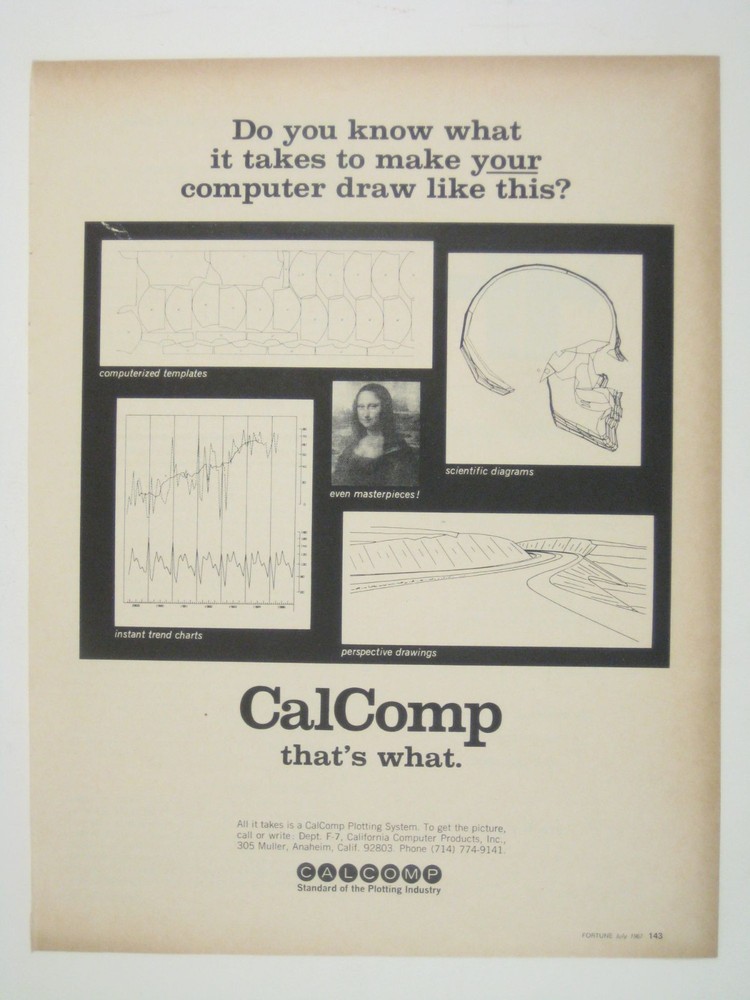 Do you know what
it takes to make your
computer draw like this?
computerized templates
scientific diagrams
even masterpieces!
instant trend charts
perspective drawings
CalComp
that's what.
All it takes is a CalComp Plotting System. To get the picture,
call or write: Dept. F-7, California Computer Products, Inc.,
305 Muller, Anaheim, Calif. 92803. Phone (714) 774-9141.
CALCOMP
Standard of the Plotting Industry
FORTUNE July 1967 143